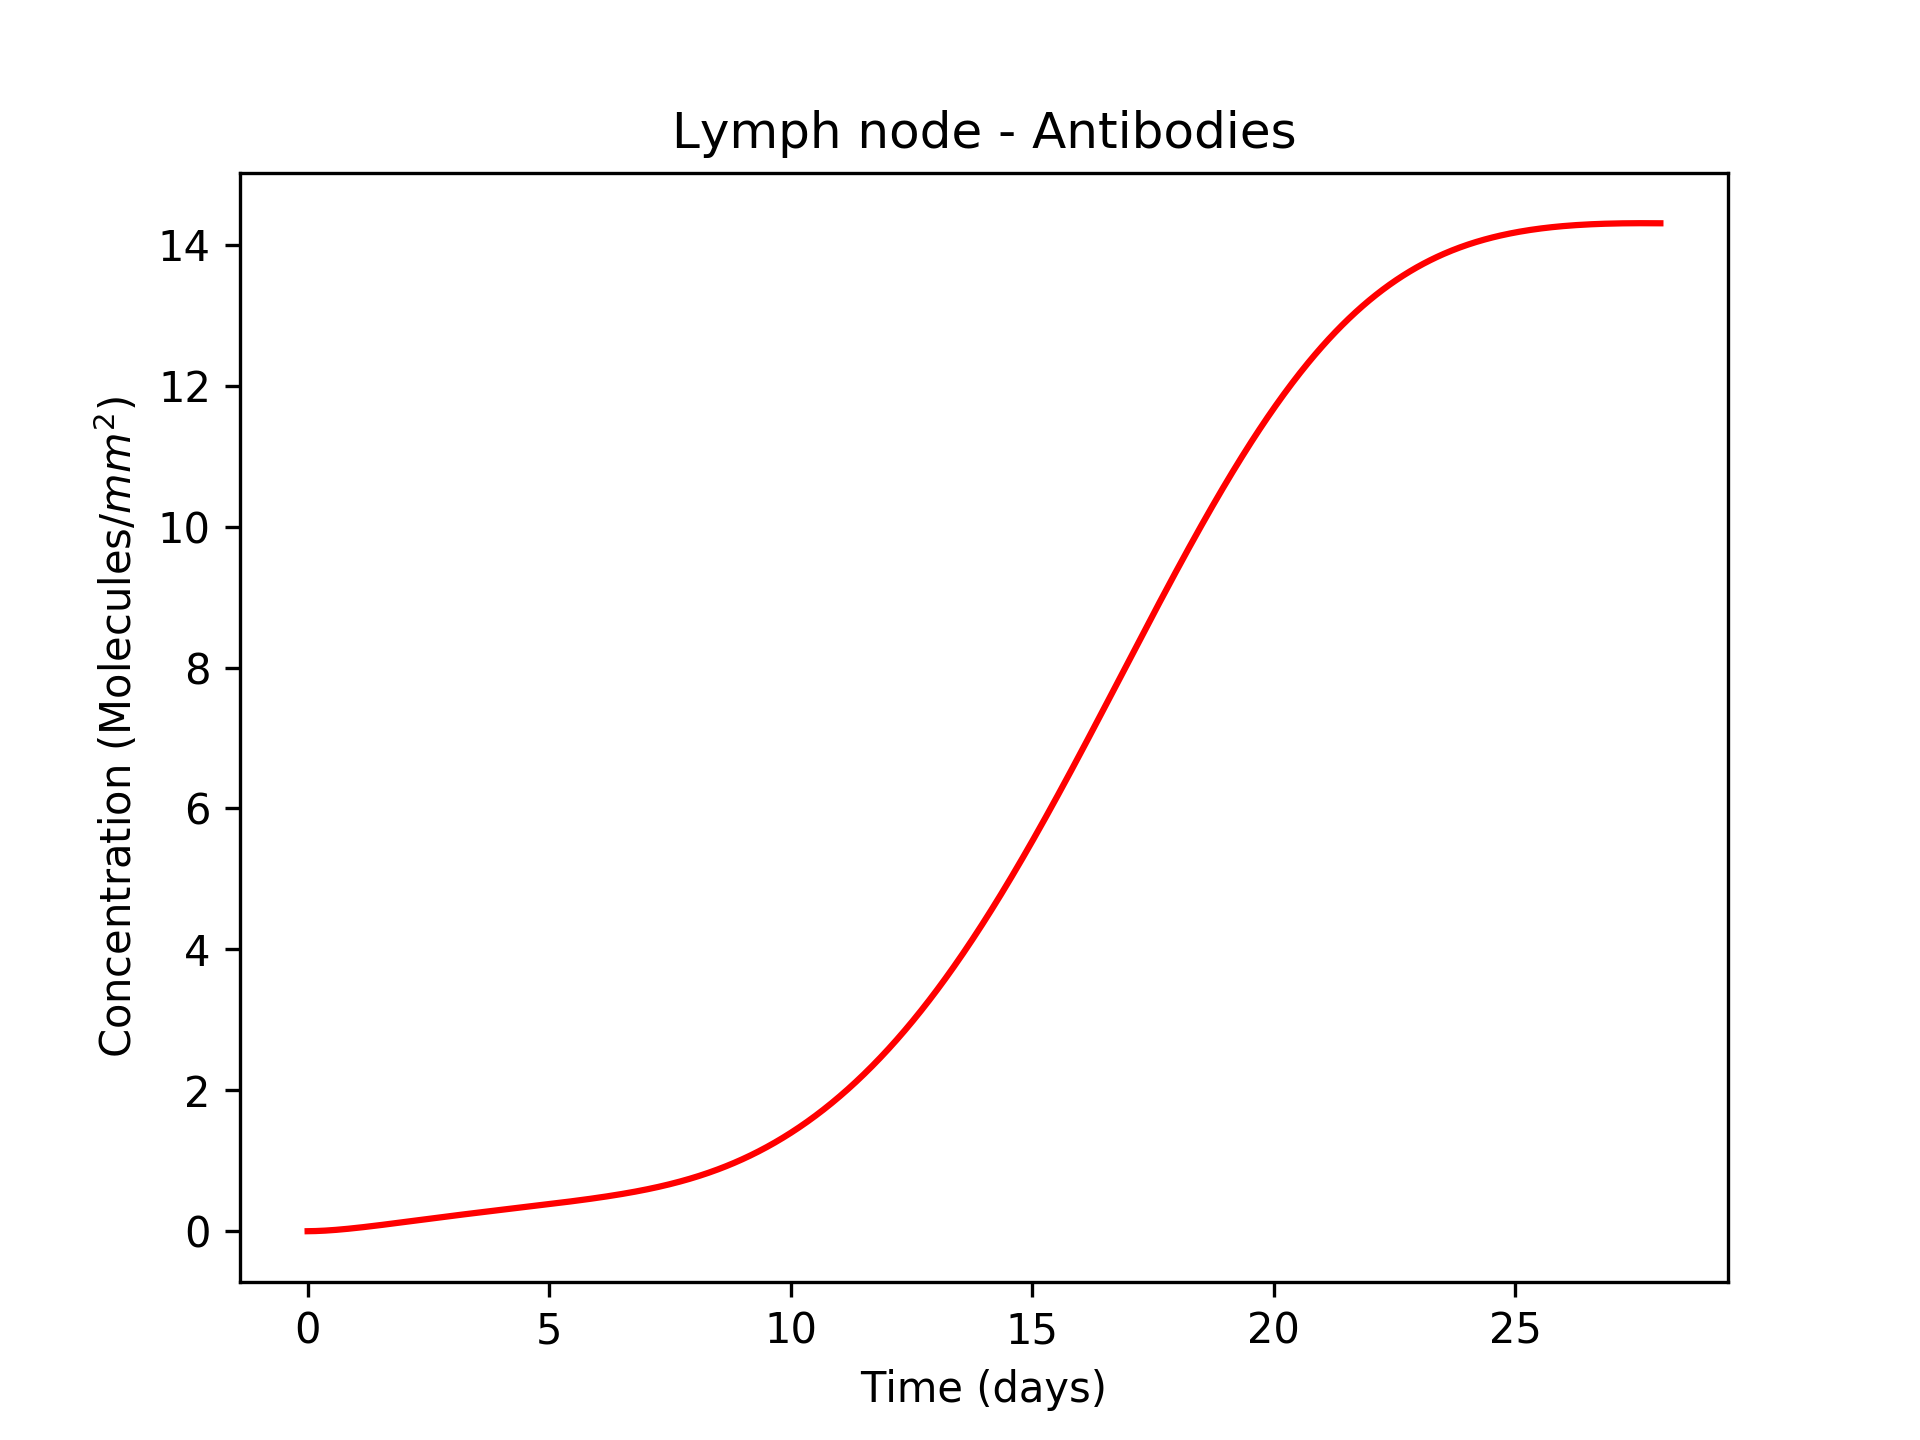 Lymph node - Antibodies
Concentration (Molecules/mm²)
14
12
10
8
6
4
2
0
0 5 10 15 20 25
Time (days)